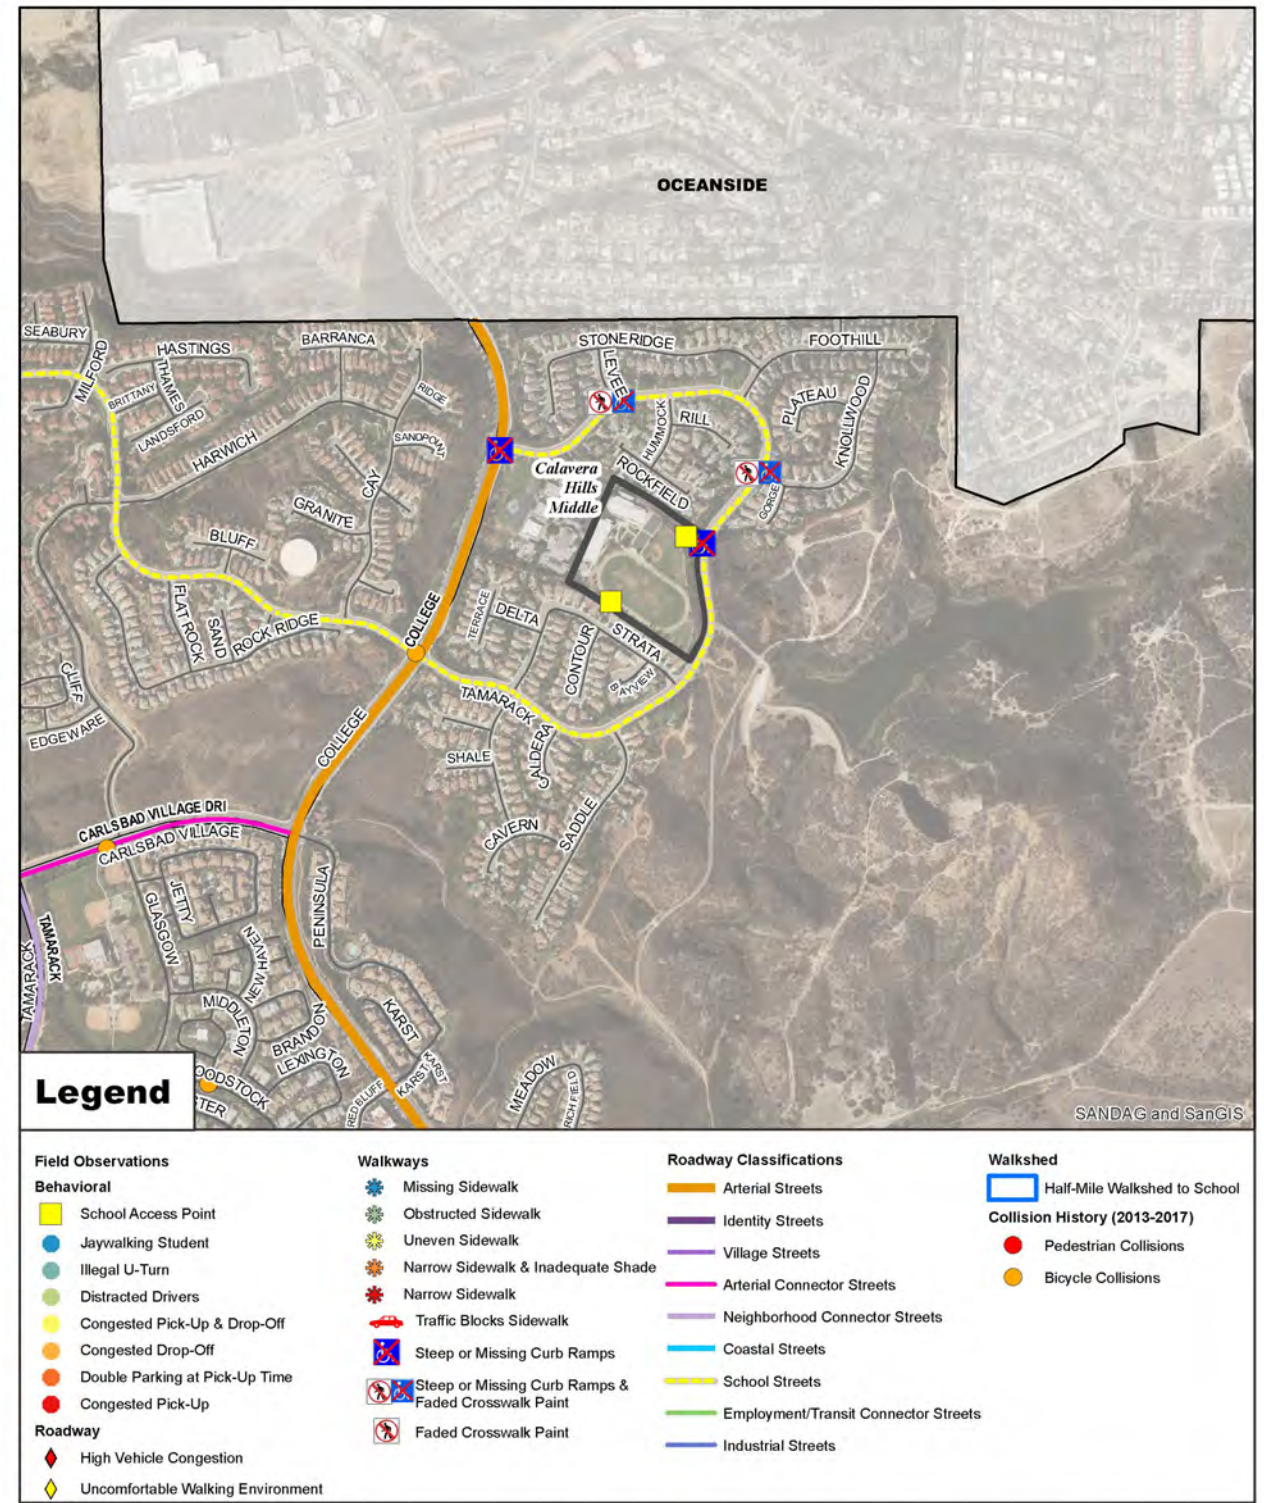 OCEANSIDE
SEABURY
MILFORD
HASTINGS
BARRANCA
STONERIDGE
FOOTHILL
LEVEE
BRITTANY
THAMES
LANDSFORD
RIDGE
PLATEAU
KNOLLWOOD
HUMMOCK
RILL
HARWICH
SANDPOINT
CAY
Calavera
Hills
Middle
ROCKFIELD
GORGE
GRANITE
BLUFF
FLAT ROCK
SAND
ROCK RIDGE
COLLEGE
TERRACE
DELTA
CONTOUR
STRATA
BAYVIEW
CLIFF
EDGEWARE
TAMARACK
COLLEGE
SHALE
CALDERA
CAVERN
SADDLE
CARLSBAD VILLAGE DRI
CARLSBAD VILLAGE
JETTY
GLASGOW
PENINSULA
TAMARACK
TAMARACK
NEW HAVEN
MIDDLETON
BRANDON
LEXINGTON
KARST
KARST
KARST
RED BLUFF
MEADOW
RICHFIELD
OODSTOCK
TER
SANDAG and SanGIS
Legend
Field Observations
Behavioral
School Access Point
Jaywalking Student
Illegal U-Turn
Distracted Drivers
Congested Pick-Up & Drop-Off
Congested Drop-Off
Double Parking at Pick-Up Time
Congested Pick-Up
Roadway
High Vehicle Congestion
Uncomfortable Walking Environment
Walkways
Missing Sidewalk
Obstructed Sidewalk
Uneven Sidewalk
Narrow Sidewalk & Inadequate Shade
Narrow Sidewalk
Traffic Blocks Sidewalk
Steep or Missing Curb Ramps
Steep or Missing Curb Ramps &
Faded Crosswalk Paint
Faded Crosswalk Paint
Roadway Classifications
Arterial Streets
Identity Streets
Village Streets
Arterial Connector Streets
Neighborhood Connector Streets
Coastal Streets
School Streets
Employment/Transit Connector Streets
Industrial Streets
Walkshed
Half-Mile Walkshed to School
Collision History (2013-2017)
Pedestrian Collisions
Bicycle Collisions